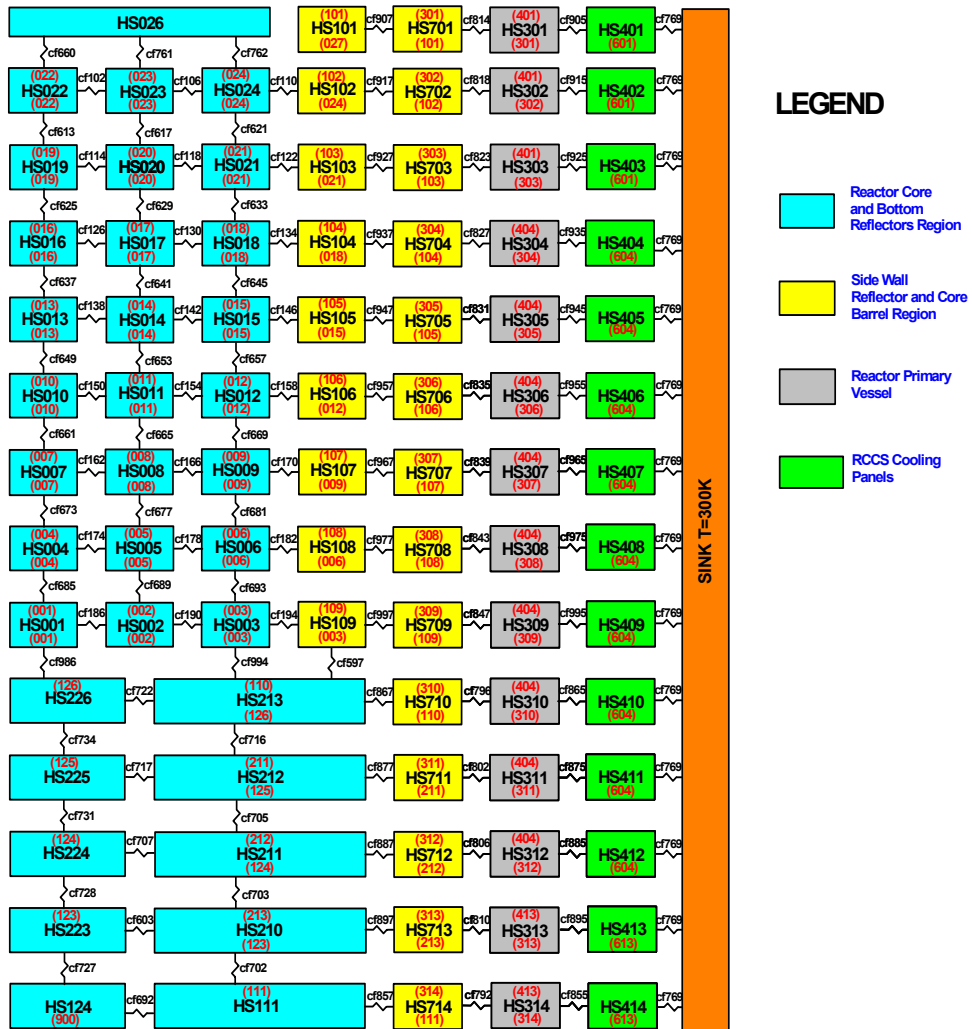 HS026
(101) cf907 (301) cf814 (401) cf905 cf769
HS101 HS701 HS301 HS401
(027) (101) (301) (601)
cf660 cf761 cf762
(022) cf102 (023) cf106 (024) cf110 (102) cf917 (302) cf818 (401) cf915 cf769
HS022 HS023 HS024 HS102 HS702 HS302 HS402
(022) (023) (024) (024) (102) (302) (601)
cf613 cf617 cf621
(019) cf114 (020) cf118 (021) cf122 (103) cf927 (303) cf823 (401) cf925 cf769
HS019 HS020 HS021 HS103 HS703 HS303 HS403
(019) (020) (021) (021) (103) (303) (601)
cf625 cf629 cf633
(016) cf126 (017) cf130 (018) cf134 (104) cf937 (304) cf827 (404) cf935 cf769
HS016 HS017 HS018 HS104 HS704 HS304 HS404
(016) (017) (018) (018) (104) (304) (604)
cf637 cf641 cf645
(013) cf138 (014) cf142 (015) cf146 (105) cf947 (305) cf831 (404) cf945 cf769
HS013 HS014 HS015 HS105 HS705 HS305 HS405
(013) (014) (015) (015) (105) (305) (604)
cf649 cf653 cf657
(010) cf150 (011) cf154 (012) cf158 (106) cf957 (306) cf835 (404) cf955 cf769
HS010 HS011 HS012 HS106 HS706 HS306 HS406
(010) (011) (012) (012) (106) (306) (604)
cf661 cf665 cf669
(007) cf162 (008) cf166 (009) cf170 (107) cf967 (307) cf839 (404) cf965 cf769
HS007 HS008 HS009 HS107 HS707 HS307 HS407
(007) (008) (009) (009) (107) (307) (604)
cf673 cf677 cf681
(004) cf174 (005) cf178 (006) cf182 (108) cf977 (308) cf843 (404) cf975 cf769
HS004 HS005 HS006 HS108 HS708 HS308 HS408
(004) (005) (006) (006) (108) (308) (604)
cf685 cf689 cf693
(001) cf186 (002) cf190 (003) cf194 (109) cf997 (309) cf847 (404) cf995 cf769
HS001 HS002 HS003 HS109 HS709 HS309 HS409
(001) (002) (003) (003) (109) (309) (604)
cf986 cf994 cf597
(126) cf722 (110) cf867 (310) cf796 (404) cf865 cf769
HS226 HS213 HS710 HS310 HS410
(126) (110) (310) (604)
cf734 cf716
(125) cf717 (211) cf877 (311) cf802 (404) cf875 cf769
HS225 HS212 HS711 HS311 HS411
(125) (211) (311) (604)
cf731 cf705
(124) cf707 (212) cf887 (312) cf806 (404) cf885 cf769
HS224 HS211 HS712 HS312 HS412
(124) (212) (312) (604)
cf728 cf703
(123) cf603 (213) cf897 (313) cf810 (413) cf895 cf769
HS223 HS210 HS713 HS313 HS413
(123) (213) (313) (613)
cf727 cf702
cf692 (111) cf857 (314) cf792 (413) cf855 cf769
HS124 HS111 HS714 HS314 HS414
(900) (111) (314) (613)
SINK T=300K
LEGEND
Reactor Core
and Bottom
Reflectors Region
Side Wall
Reflector and Core
Barrel Region
Reactor Primary
Vessel
RCCS Cooling
Panels